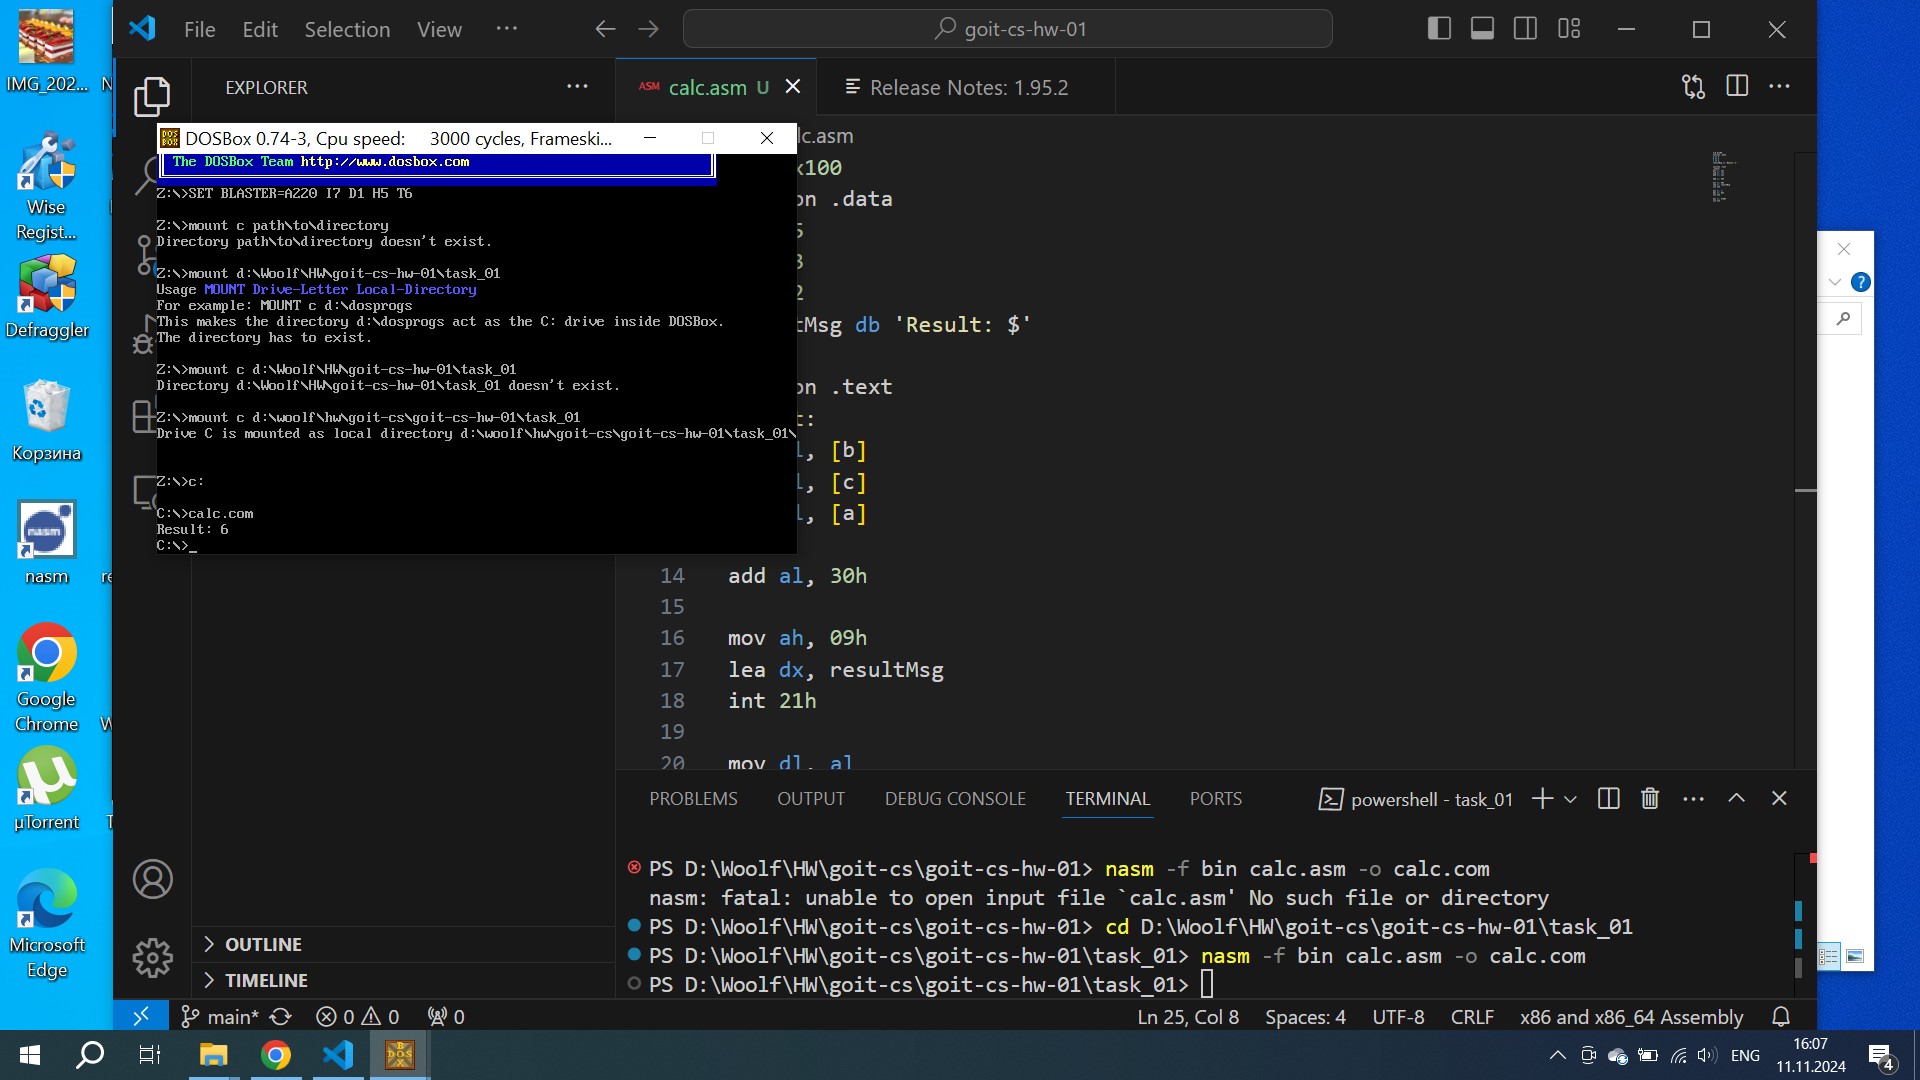 IMG_202...
Wise
Regist...
Defraggler
Корзина
nasm
Google
Chrome
µTorrent
Microsoft
Edge
File Edit Selection View ···
goit-cs-hw-01
EXPLORER
ASM calc.asm U
Release Notes: 1.95.2
DOSBox 0.74-3, Cpu speed: 3000 cycles, Frameski...
The DOSBox Team http://www.dosbox.com
Z:\>SET BLASTER=A220 I7 D1 H5 T6
Z:\>mount c path\to\directory
Directory path\to\directory doesn't exist.
Z:\>mount d:\Woolf\HW\goit-cs-hw-01\task_01
Usage MOUNT Drive-Letter Local-Directory
For example: MOUNT c d:\dosprogs
This makes the directory d:\dosprogs act as the C: drive inside DOSBox.
The directory has to exist.
Z:\>mount c d:\Woolf\HW\goit-cs-hw-01\task_01
Directory d:\Woolf\HW\goit-cs-hw-01\task_01 doesn't exist.
Z:\>mount c d:\woolf\hw\goit-cs\goit-cs-hw-01\task_01
Drive C is mounted as local directory d:\woolf\hw\goit-cs\goit-cs-hw-01\task_01\
Z:\>c:
C:\>calc.com
Result: 6
C:\>_
lc.asm
x100
on .data
5
3
2
tMsg db 'Result: $'
on .text
t:
l, [b]
l, [c]
l, [a]
14 add al, 30h
15
16 mov ah, 09h
17 lea dx, resultMsg
18 int 21h
19
20 mov dl, al
PROBLEMS OUTPUT DEBUG CONSOLE TERMINAL PORTS
powershell - task_01
PS D:\Woolf\HW\goit-cs\goit-cs-hw-01> nasm -f bin calc.asm -o calc.com
nasm: fatal: unable to open input file `calc.asm' No such file or directory
PS D:\Woolf\HW\goit-cs\goit-cs-hw-01> cd D:\Woolf\HW\goit-cs\goit-cs-hw-01\task_01
PS D:\Woolf\HW\goit-cs\goit-cs-hw-01\task_01> nasm -f bin calc.asm -o calc.com
PS D:\Woolf\HW\goit-cs\goit-cs-hw-01\task_01>
OUTLINE
TIMELINE
main* 0 0 0
Ln 25, Col 8 Spaces: 4 UTF-8 CRLF x86 and x86_64 Assembly
ENG
16:07
11.11.2024
4